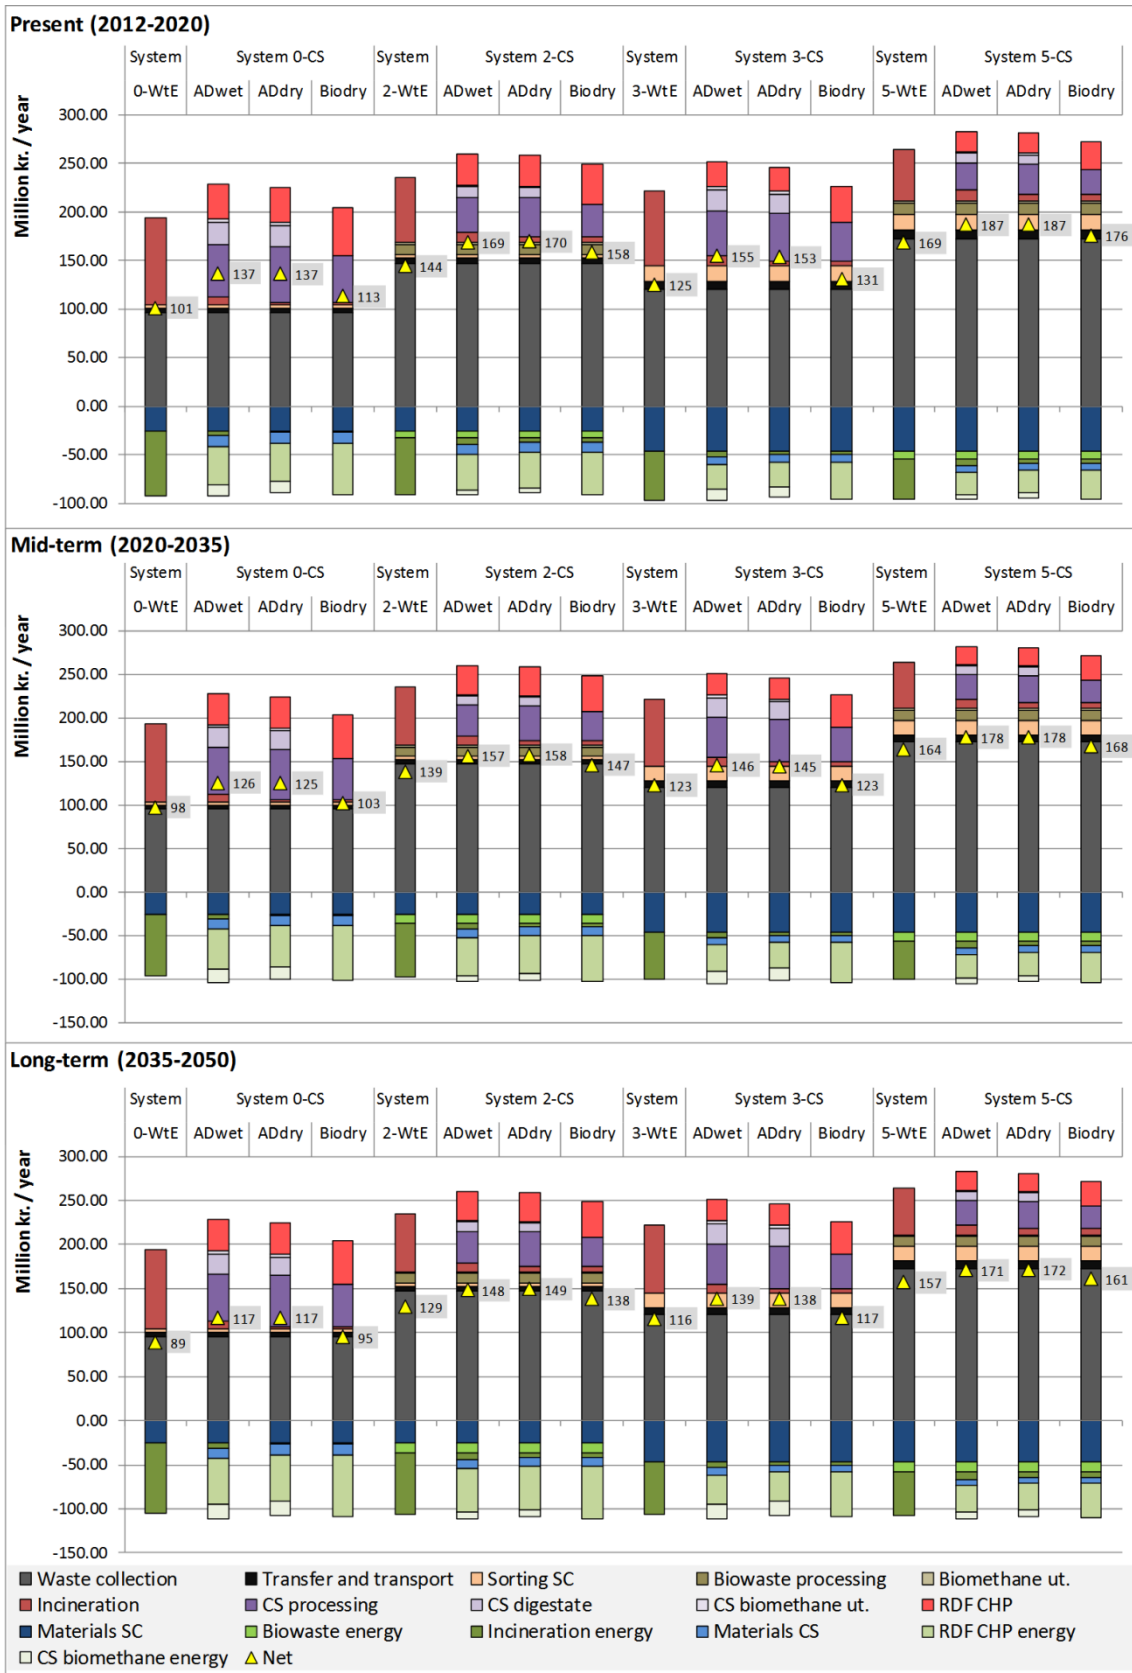 Present (2012-2020)
System System 0-CS System System 2-CS System System 3-CS System System 5-CS
0-WtE ADwet ADdry Biodry 2-WtE ADwet ADdry Biodry 3-WtE ADwet ADdry Biodry 5-WtE ADwet ADdry Biodry
Million kr. / year
300.00
250.00
200.00
150.00
100.00
50.00
0.00
-50.00
-100.00
101 137 137 113 144 169 170 158 125 155 153 131 169 187 187 176
Mid-term (2020-2035)
System System 0-CS System System 2-CS System System 3-CS System System 5-CS
0-WtE ADwet ADdry Biodry 2-WtE ADwet ADdry Biodry 3-WtE ADwet ADdry Biodry 5-WtE ADwet ADdry Biodry
Million kr. / year
300.00
250.00
200.00
150.00
100.00
50.00
0.00
-50.00
-100.00
-150.00
98 126 125 103 139 157 158 147 123 146 145 123 164 178 178 168
Long-term (2035-2050)
System System 0-CS System System 2-CS System System 3-CS System System 5-CS
0-WtE ADwet ADdry Biodry 2-WtE ADwet ADdry Biodry 3-WtE ADwet ADdry Biodry 5-WtE ADwet ADdry Biodry
Million kr. / year
300.00
250.00
200.00
150.00
100.00
50.00
0.00
-50.00
-100.00
-150.00
89 117 117 95 129 148 149 138 116 139 138 117 157 171 172 161
Waste collection Transfer and transport Sorting SC Biowaste processing Biomethane ut.
Incineration CS processing CS digestate CS biomethane ut. RDF CHP
Materials SC Biowaste energy Incineration energy Materials CS RDF CHP energy
CS biomethane energy Net